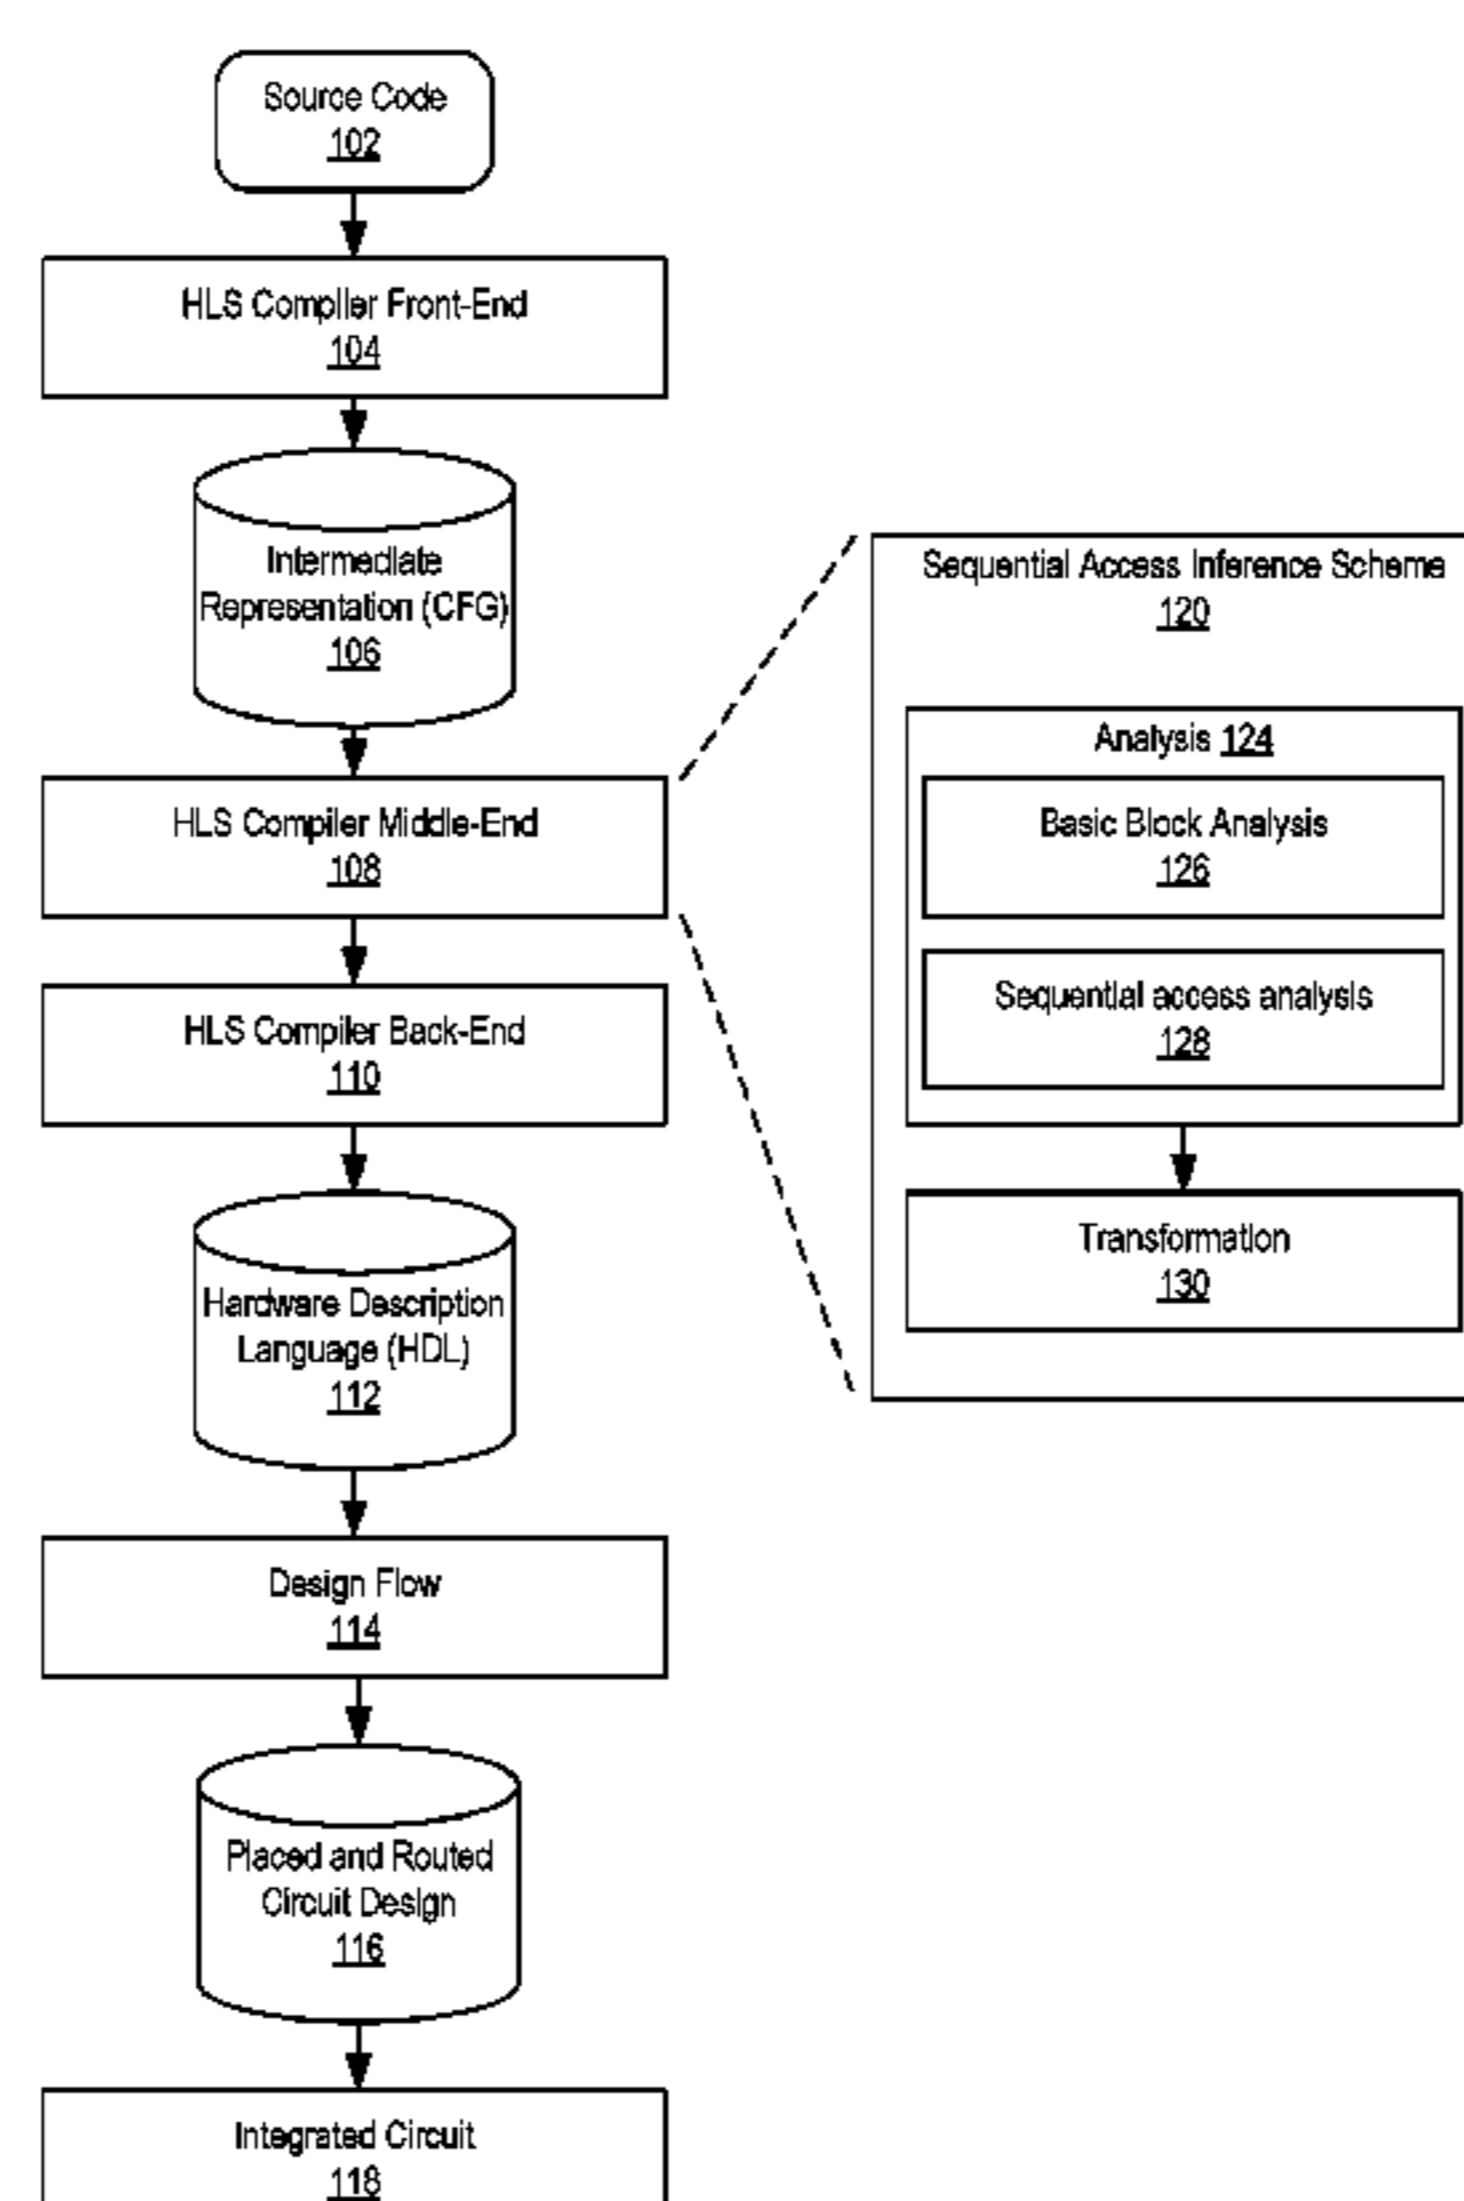 Source Code
102
HLS Compiler Front-End
104
Intermediate
Representation (CFG)
106
HLS Compiler Middle-End
108
HLS Compiler Back-End
110
Hardware Description
Language (HDL)
112
Design Flow
114
Placed and Routed
Circuit Design
116
Integrated Circuit
118
Sequential Access Inference Scheme
120
Analysis 124
Basic Block Analysis
126
Sequential access analysis
128
Transformation
130